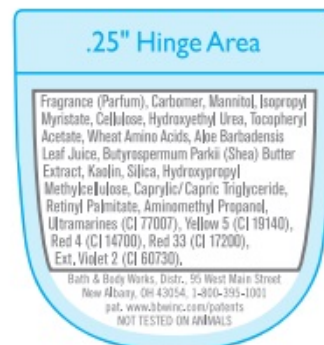 .25" Hinge Area
Fragrance (Parfum), Carbomer, Mannitol, Isopropyl
Myristate, Cellulose, Hydroxyethyl Urea, Tocopheryl
Acetate, Wheat Amino Acids, Aloe Barbadensis
Leaf Juice, Butyrospermum Parkii (Shea) Butter
Extract, Kaolin, Silica, Hydroxypropyl
Methylcellulose, Caprylic/Capric Triglyceride,
Retinyl Palmitate, Aminomethyl Propanol,
Ultramarines (CI 77007), Yellow 5 (CI 19140),
Red 4 (CI 14700), Red 33 (CI 17200),
Ext, Violet 2 (CI 60730),
Bath & Body Works, Distr., 95 West Main Street
New Albany, OH 43054, 1-800-395-1001
pat. www.bbwinc.com/patents
NOT TESTED ON ANIMALS